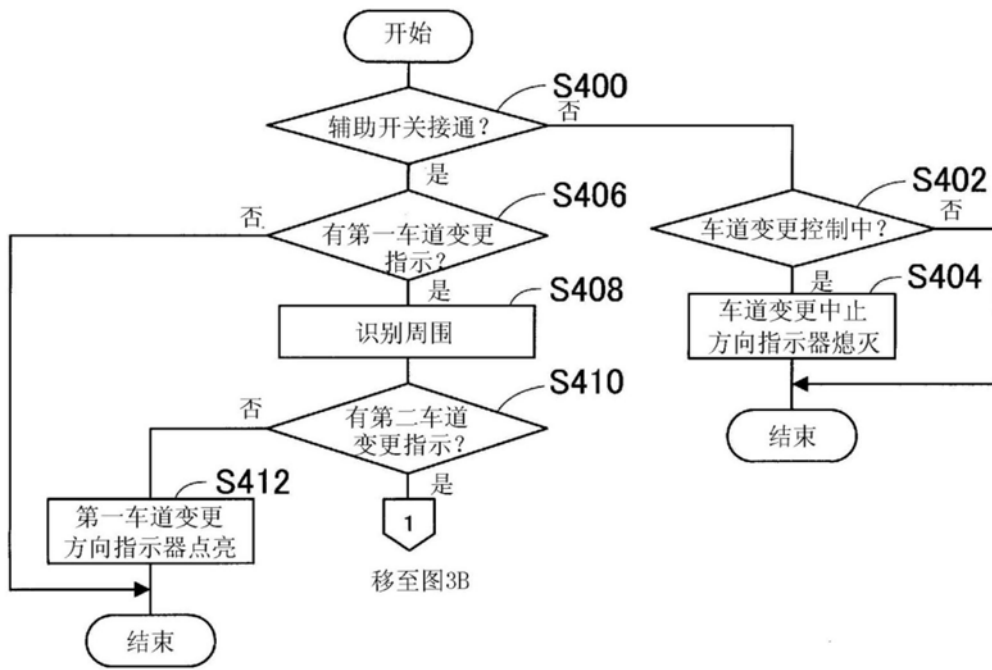 开始
S400
辅助开关接通?
否
是
S406
否
有第一车道变更
指示?
是
S402
车道变更控制中?
否
是
S404
车道变更中止
方向指示器熄灭
结束
S408
识别周围
S410
否
有第二车道
变更指示?
是
S412
第一车道变更
方向指示器点亮
1
移至图3B
结束